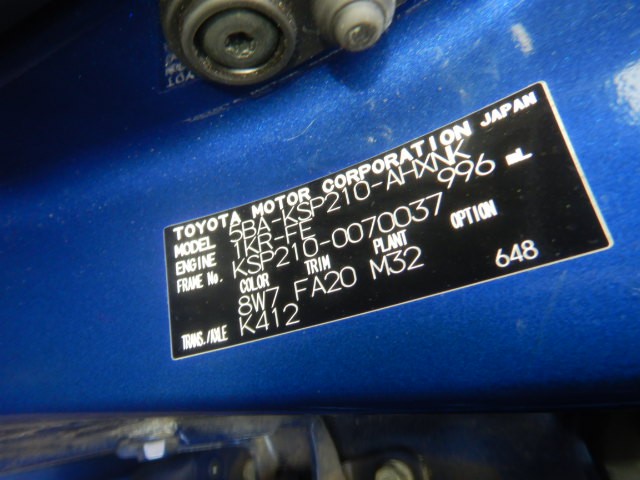 TOYOTA MOTOR CORPORATION JAPAN
MODEL 5BA-KSP210-AHXNK
ENGINE 1KR-FE 996 mL
FRAME No. KSP210-0070037
COLOR TRIM PLANT OPTION
8W7 FA20 M32
TRANS./AXLE K412 648